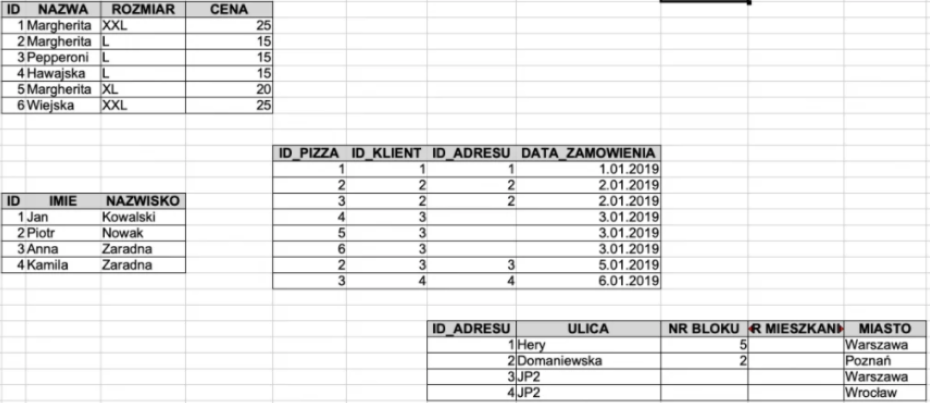 ID NAZWA ROZMIAR CENA
1 Margherita XXL 25
2 Margherita L 15
3 Pepperoni L 15
4 Hawajska L 15
5 Margherita XL 20
6 Wiejska XXL 25
ID_PIZZA ID_KLIENT ID_ADRESU DATA_ZAMOWIENIA
1 1 1 1.01.2019
2 2 2 2.01.2019
3 2 2 2.01.2019
4 3 3.01.2019
5 3 3.01.2019
6 3 3.01.2019
2 3 3 5.01.2019
3 4 4 6.01.2019
ID IMIE NAZWISKO
1 Jan Kowalski
2 Piotr Nowak
3 Anna Zaradna
4 Kamila Zaradna
ID_ADRESU ULICA NR BLOKU R MIESZKANI MIASTO
1 Hery 5 Warszawa
2 Domaniewska 2 Poznań
3 JP2 Warszawa
4 JP2 Wrocław